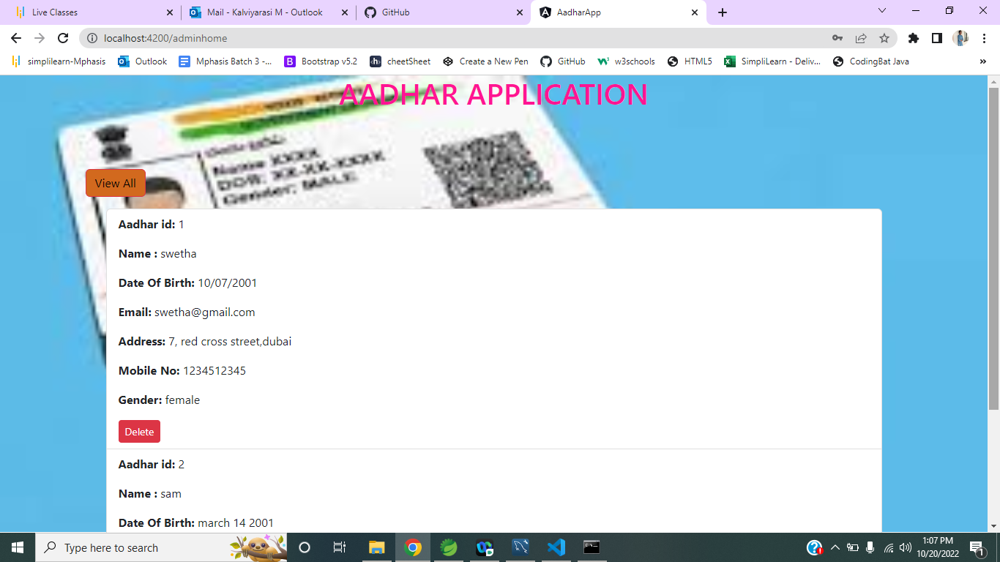 Live Classes
Mail - Kalviyarasi M - Outlook
GitHub
AadharApp
localhost:4200/adminhome
simplilearn-Mphasis
Outlook
Mphasis Batch 3 -...
Bootstrap v5.2
cheetSheet
Create a New Pen
GitHub
w3schools
HTML5
SimpliLearn - Deliv...
CodingBat Java
»
AADHAR APPLICATION
Name XXXX
DOB: XX-XX-XXXX
Gender: MALE
View All
Aadhar id: 1
Name : swetha
Date Of Birth: 10/07/2001
Email: swetha@gmail.com
Address: 7, red cross street,dubai
Mobile No: 1234512345
Gender: female
Delete
Aadhar id: 2
Name : sam
Date Of Birth: march 14 2001
Type here to search
1:07 PM
10/20/2022
1